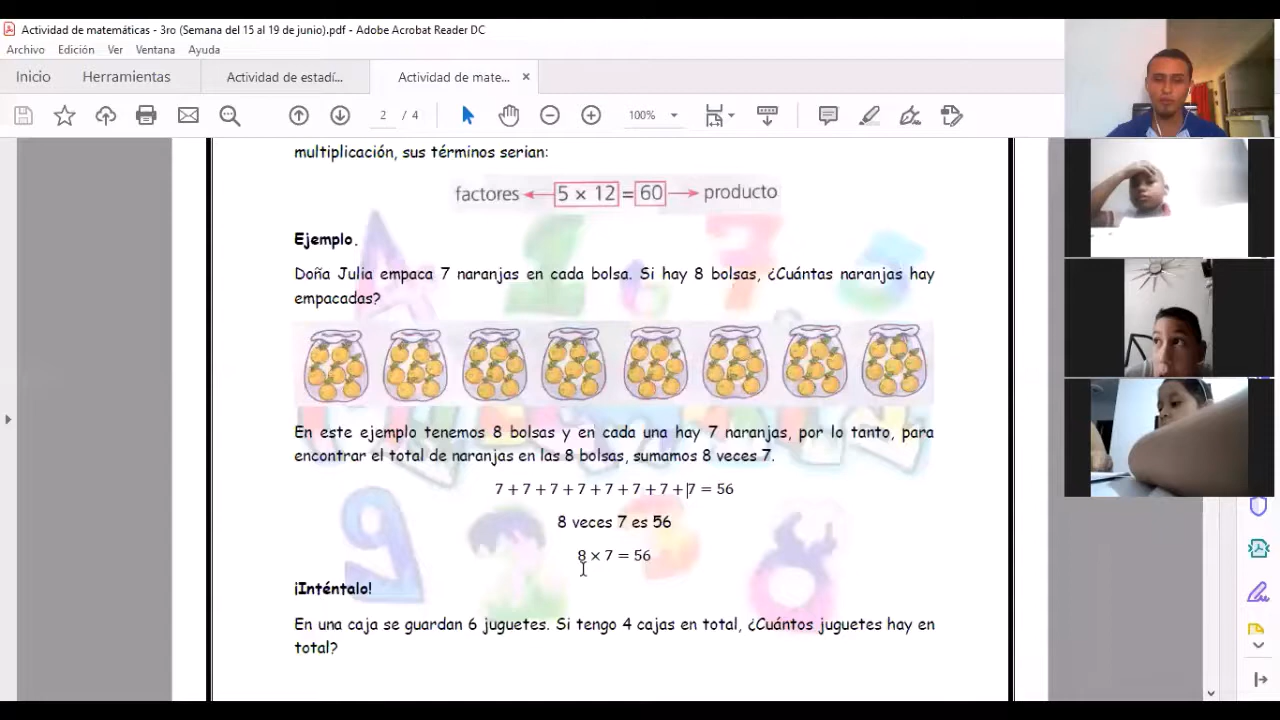 Actividad de matemáticas - 3ro (Semana del 15 al 19 de junio).pdf - Adobe Acrobat Reader DC
Archivo Edición Ver Ventana Ayuda
Inicio Herramientas Actividad de estadí... Actividad de mate... ×
2 / 4 100%
multiplicación, sus términos serian:
factores 5 × 12 = 60 producto
Ejemplo.
Doña Julia empaca 7 naranjas en cada bolsa. Si hay 8 bolsas, ¿Cuántas naranjas hay
empacadas?
En este ejemplo tenemos 8 bolsas y en cada una hay 7 naranjas, por lo tanto, para
encontrar el total de naranjas en las 8 bolsas, sumamos 8 veces 7.
7 + 7 + 7 + 7 + 7 + 7 + 7 + 7 = 56
8 veces 7 es 56
8 × 7 = 56
¡Inténtalo!
En una caja se guardan 6 juguetes. Si tengo 4 cajas en total, ¿Cuántos juguetes hay en
total?